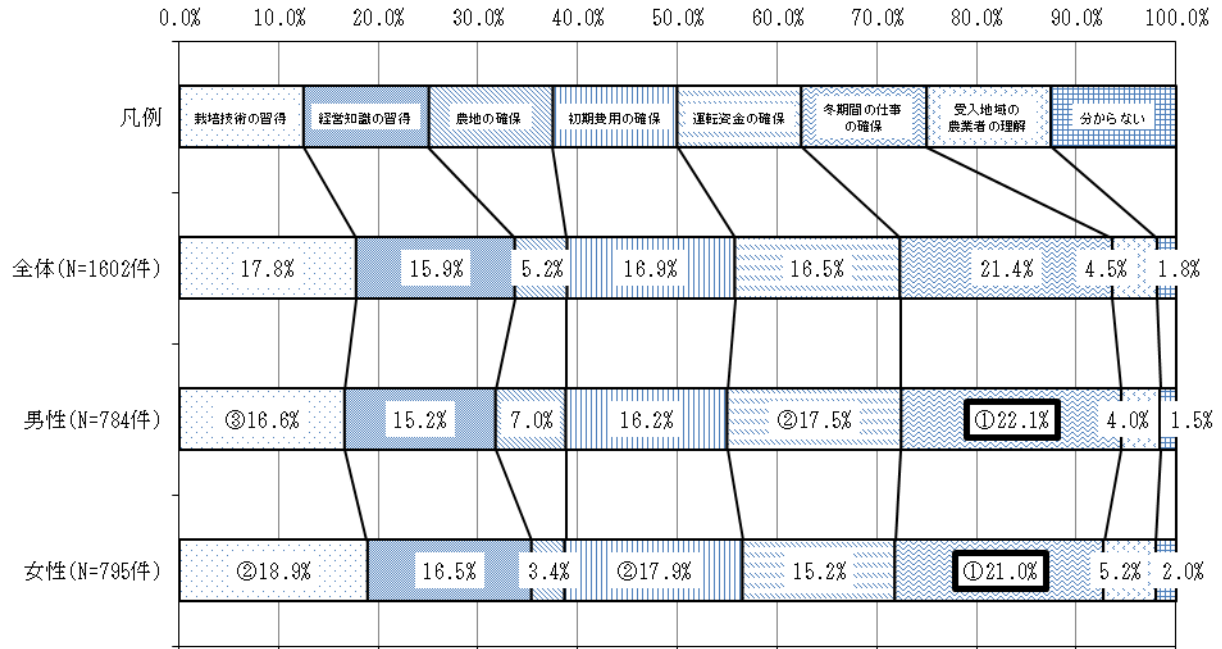 0.0% 10.0% 20.0% 30.0% 40.0% 50.0% 60.0% 70.0% 80.0% 90.0% 100.0%
凡例 栽培技術の習得 経営知識の習得 農地の確保 初期費用の確保 運転資金の確保 冬期間の仕事 受入地域の 分からない
の確保 農業者の理解
全体(N=1602件) 17.8% 15.9% 5.2% 16.9% 16.5% 21.4% 4.5% 1.8%
男性(N=784件) ③16.6% 15.2% 7.0% 16.2% ②17.5% ①22.1% 4.0% 1.5%
女性(N=795件) ②18.9% 16.5% 3.4% ②17.9% 15.2% ①21.0% 5.2% 2.0%